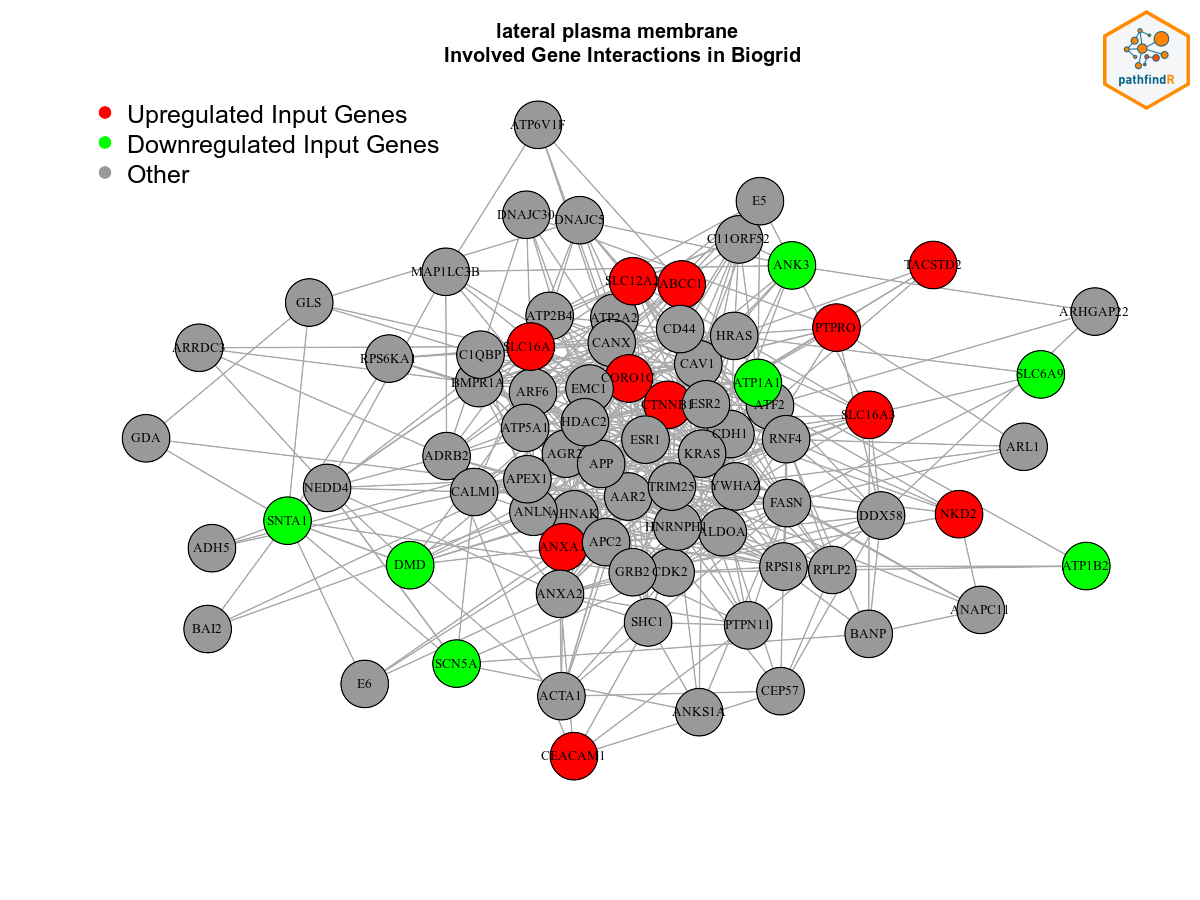 lateral plasma membrane
Involved Gene Interactions in Biogrid
pathfindR
Upregulated Input Genes
Downregulated Input Genes
Other
ATP6V1F
E5
DNAJC30
DNAJC5
C11ORF52
ANK3
TACSTD2
MAP1LC3B
SLC12A2
ABCC1
GLS
ARHGAP22
ATP2B4
ATP2A2
CD44
HRAS
PTPRO
CANX
ARRDC3
RPS6KA1
C1QBP
SLC16A1
CAV1
SLC6A9
BMPR1A
ARF6
EMC1
CORO1C
ATP1A1
CTNNB1
ESR2
ATF2
SLC16A3
HDAC2
ATP5A1
GDA
ESR1
CDH1
RNF4
ARL1
ADRB2
AGR2
APP
KRAS
NEDD4
CALM1
APEX1
TRIM25
YWHAZ
AAR2
FASN
SNTA1
ANLN
AHNAK
HNRNPH1
ALDOA
DDX58
NKD2
ADH5
ANXA1
APC2
DMD
GRB2
CDK2
RPS18
RPLP2
ATP1B2
ANXA2
ANAPC11
BAI2
SHC1
PTPN11
BANP
SCN5A
E6
ACTA1
CEP57
ANKS1A
CEACAM1